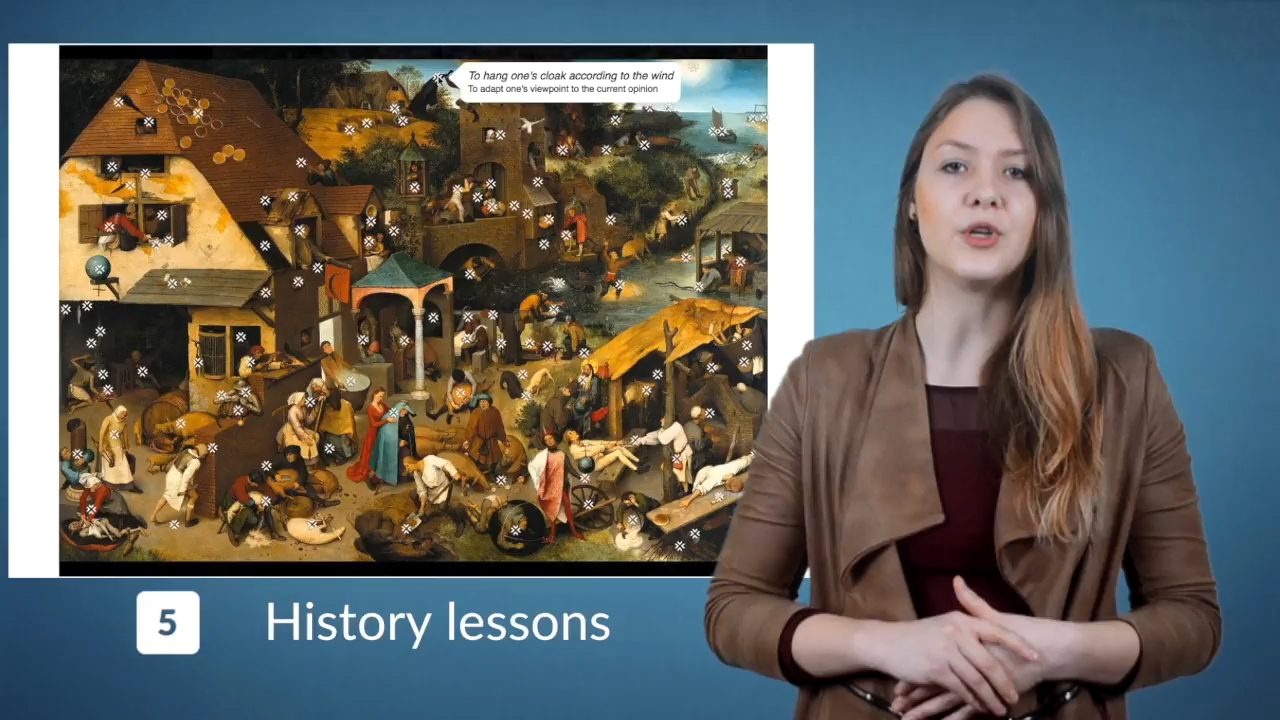 To hang one's cloak according to the wind
To adapt one's viewpoint to the current opinion
5 History lessons